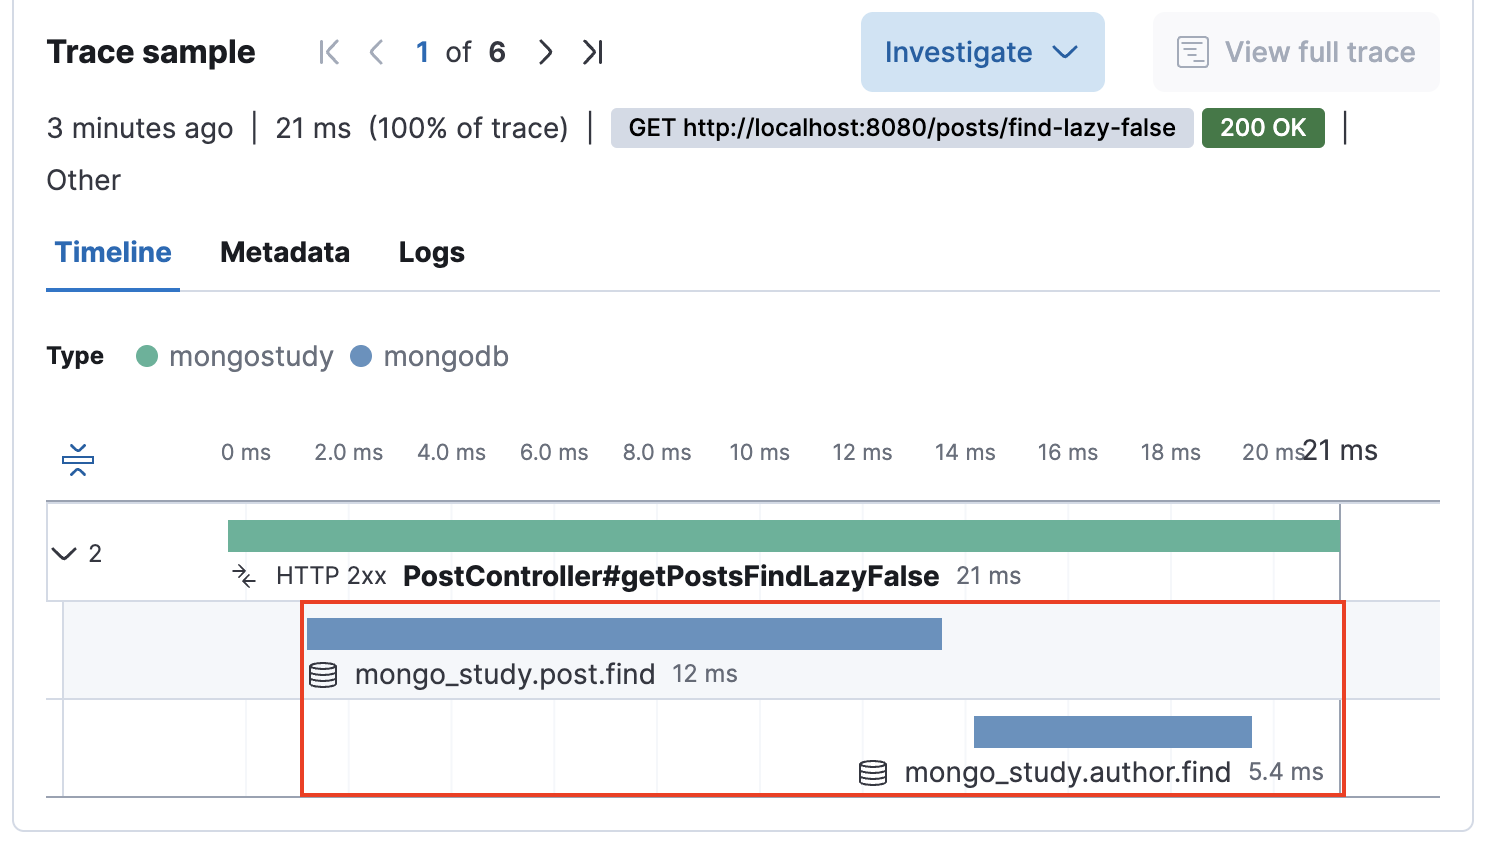 Trace sample 1 of 6 Investigate View full trace
3 minutes ago | 21 ms (100% of trace) | GET http://localhost:8080/posts/find-lazy-false 200 OK |
Other
Timeline Metadata Logs
Type mongostudy mongodb
0 ms 2.0 ms 4.0 ms 6.0 ms 8.0 ms 10 ms 12 ms 14 ms 16 ms 18 ms 20 ms 21 ms
2
HTTP 2xx PostController#getPostsFindLazyFalse 21 ms
mongo_study.post.find 12 ms
mongo_study.author.find 5.4 ms